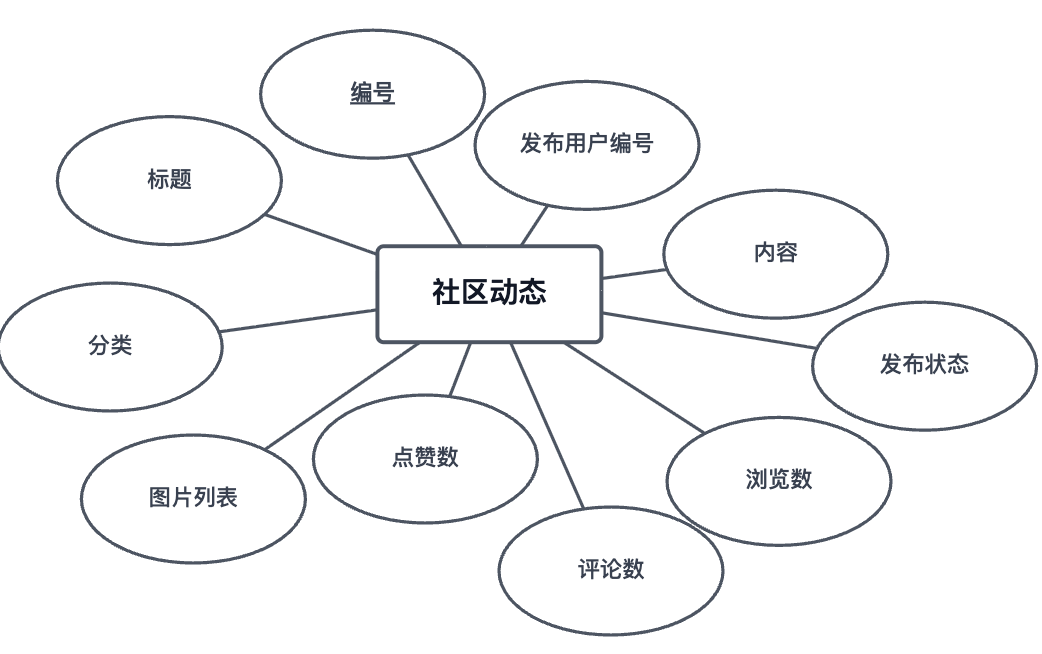 编号
发布用户编号
标题
内容
社区动态
分类
发布状态
点赞数
浏览数
图片列表
评论数